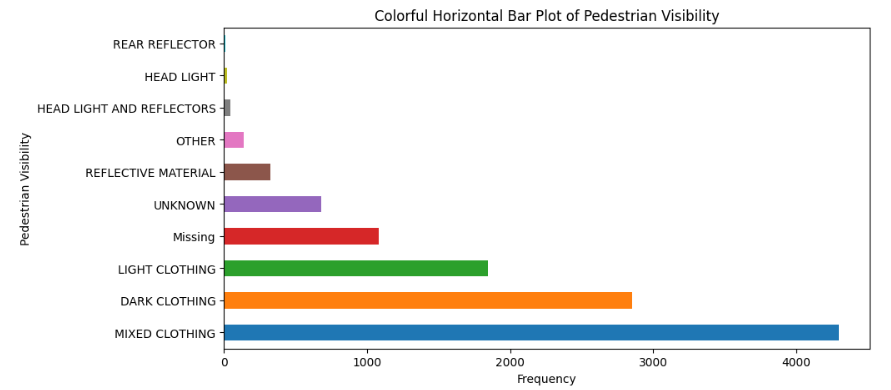 Colorful Horizontal Bar Plot of Pedestrian Visibility
Pedestrian Visibility
REAR REFLECTOR
HEAD LIGHT
HEAD LIGHT AND REFLECTORS
OTHER
REFLECTIVE MATERIAL
UNKNOWN
Missing
LIGHT CLOTHING
DARK CLOTHING
MIXED CLOTHING
0 1000 2000 3000 4000
Frequency